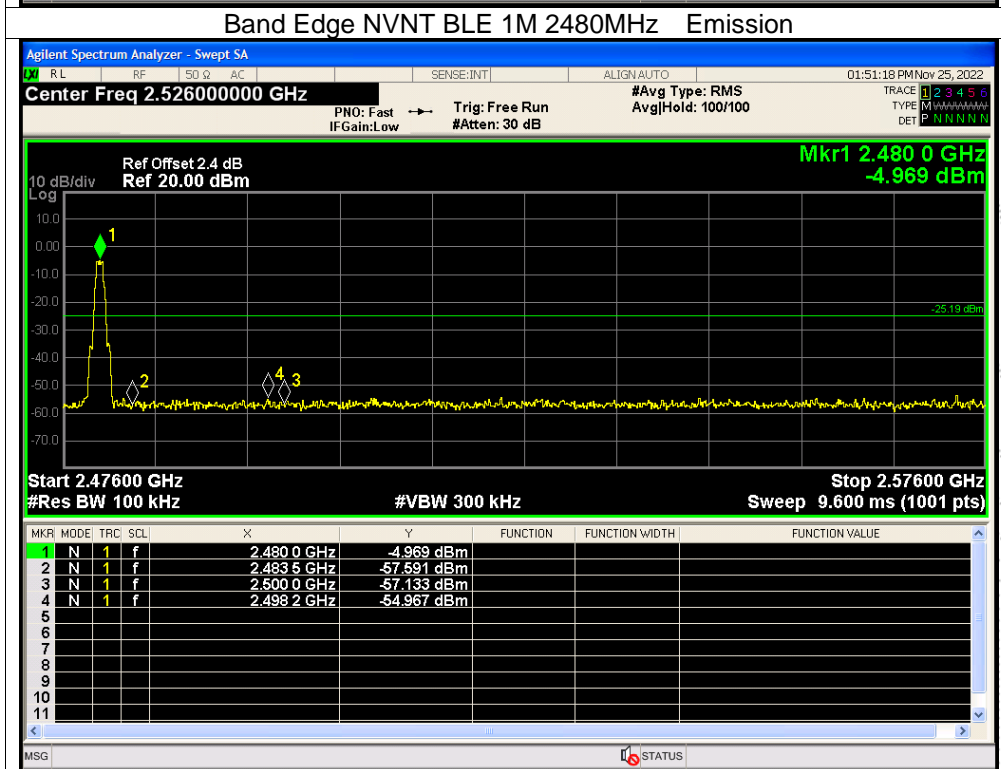 Band Edge NVNT BLE 1M 2480MHz Emission
Agilent Spectrum Analyzer - Swept SA
LXI RL RF 50 Ω AC SENSE:INT ALIGN AUTO 01:51:18 PM Nov 25, 2022
Center Freq 2.526000000 GHz
PNO: Fast
IFGain:Low
Trig: Free Run
#Atten: 30 dB
#Avg Type: RMS
Avg|Hold: 100/100
TRACE 1 2 3 4 5 6
TYPE M W W W W W
DET P N N N N N
Mkr1 2.480 0 GHz
-4.969 dBm
Ref Offset 2.4 dB
10 dB/div Ref 20.00 dBm
Log
10.0
0.00
-10.0
-20.0
-30.0
-40.0
-50.0
-60.0
-70.0
1
-25.19 dBm
2
4
3
Start 2.47600 GHz Stop 2.57600 GHz
#Res BW 100 kHz #VBW 300 kHz Sweep 9.600 ms (1001 pts)
MKR MODE TRC SCL X Y FUNCTION FUNCTION WIDTH FUNCTION VALUE
1 N 1 f 2.480 0 GHz -4.969 dBm
2 N 1 f 2.483 5 GHz -57.591 dBm
3 N 1 f 2.500 0 GHz -57.133 dBm
4 N 1 f 2.498 2 GHz -54.967 dBm
5
6
7
8
9
10
11
MSG STATUS